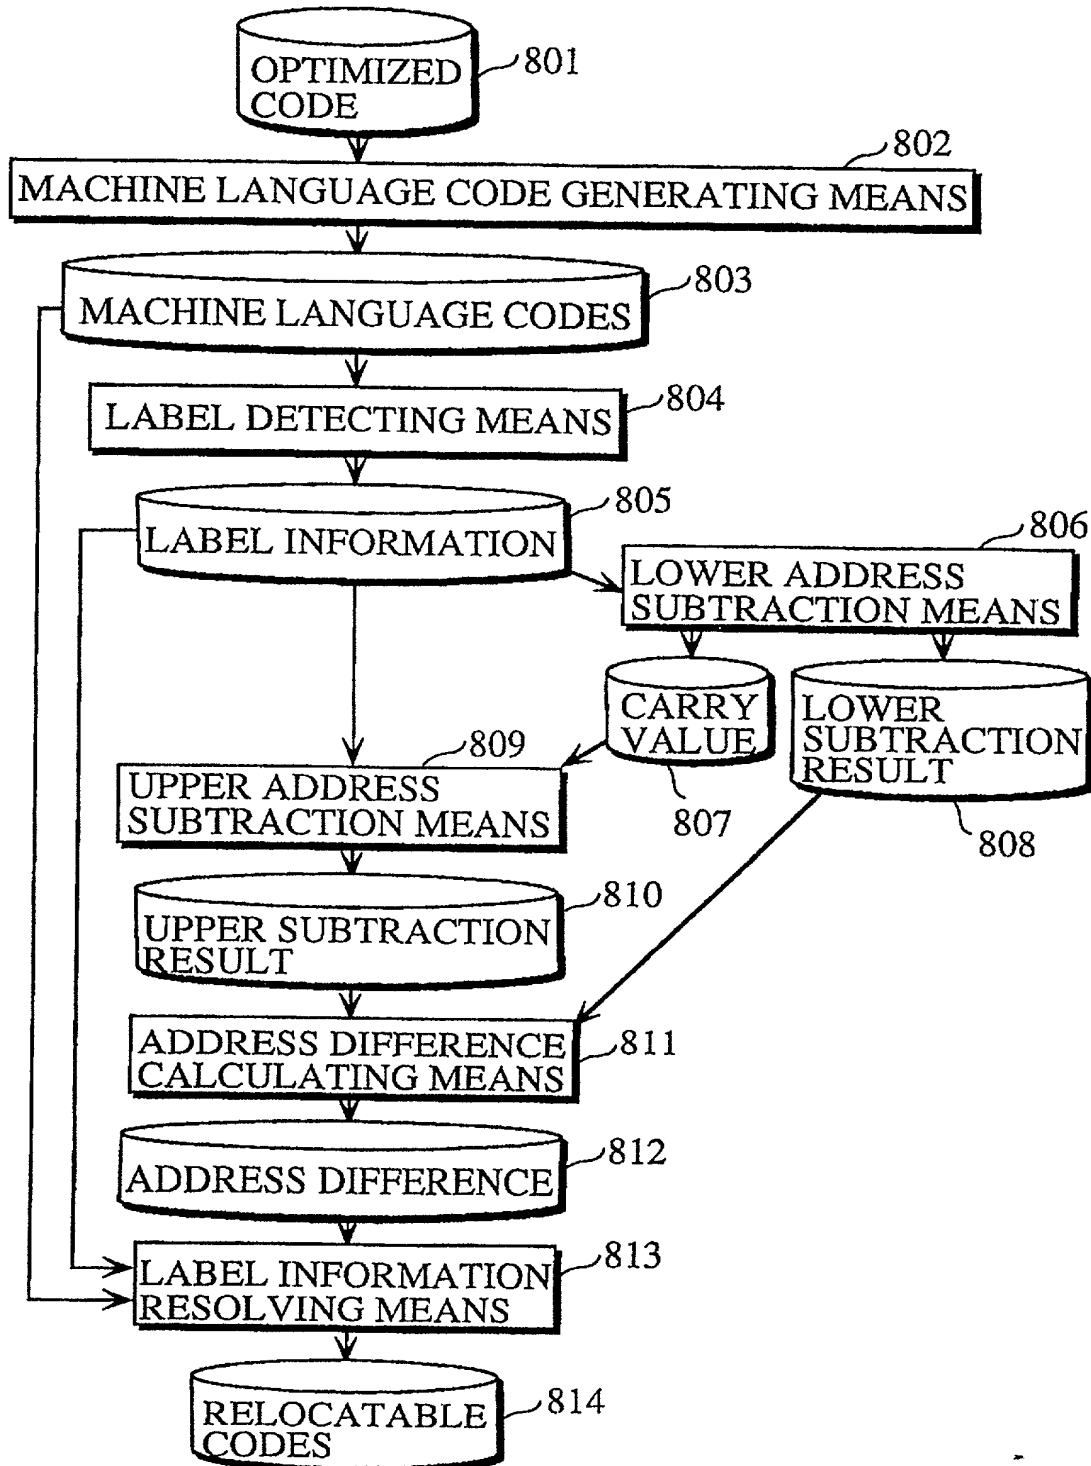 OPTIMIZED
CODE
801
802
MACHINE LANGUAGE CODE GENERATING MEANS
803
MACHINE LANGUAGE CODES
804
LABEL DETECTING MEANS
805
LABEL INFORMATION
806
LOWER ADDRESS
SUBTRACTION MEANS
CARRY
VALUE
807
LOWER
SUBTRACTION
RESULT
808
809
UPPER ADDRESS
SUBTRACTION MEANS
810
UPPER SUBTRACTION
RESULT
ADDRESS DIFFERENCE
CALCULATING MEANS
811
ADDRESS DIFFERENCE
812
LABEL INFORMATION
RESOLVING MEANS
813
RELOCATABLE
CODES
814